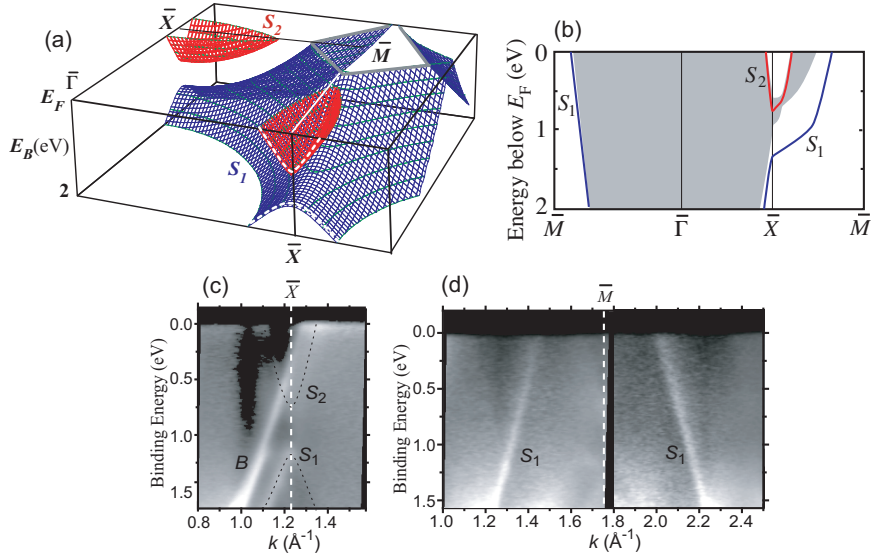 (a)
X̅
S2
M̅
Γ̅
EF
EB(eV)
S1
2
X̅
(b)
Energy below EF (eV)
0
1
2
S1
S2
S1
M̅
Γ̅
X̅
M̅
(c)
X̅
Binding Energy (eV)
0.0
0.5
1.0
1.5
S2
B
S1
0.8 1.0 1.2 1.4
k (Å-1)
(d)
M̅
Binding Energy (eV)
0.0
0.5
1.0
1.5
S1
S1
1.0 1.2 1.4 1.6 1.8 2.0 2.2 2.4
k (Å-1)